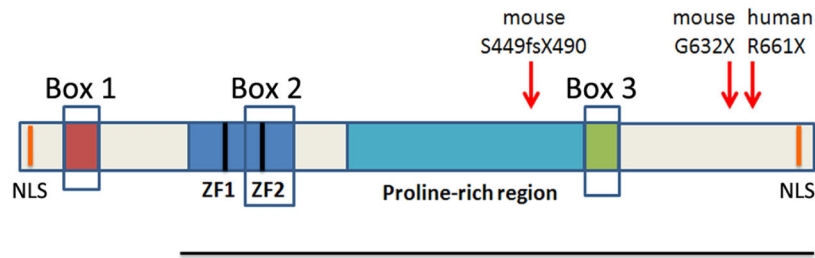 mouse
S449fsX490
mouse human
G632X R661X
Box 1
Box 2
Box 3
NLS
ZF1
ZF2
Proline-rich region
NLS